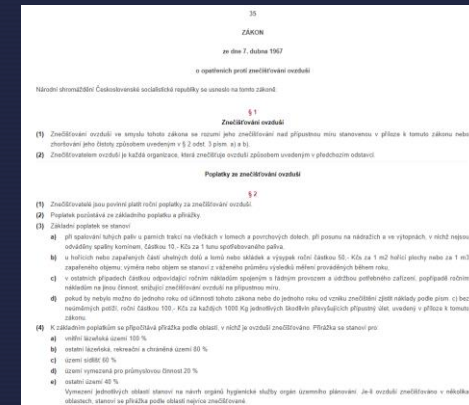 35
ZÁKON
ze dne 7. dubna 1967
o opatřeních proti znečišťování ovzduší
Národní shromáždění Československé socialistické republiky se usneslo na tomto zákoně:
§ 1
Znečišťování ovzduší
(1) Znečišťování ovzduší ve smyslu tohoto zákona se rozumí jeho znečišťování nad přípustnou míru stanovenou v příloze k tomuto zákonu nebo
zhoršování jeho čistoty způsobem uvedeným v § 2 odst. 3 písm. a) a b).
(2) Znečišťovatelem ovzduší je každá organizace, která znečišťuje ovzduší způsobem uvedeným v předchozím odstavci.
Poplatky ze znečišťování ovzduší
§ 2
(1) Znečišťovatelé jsou povinni platit roční poplatky za znečišťování ovzduší.
(2) Poplatek pozůstává ze základního poplatku a přirážky.
(3) Základní poplatek se stanoví
a) při spalování tuhých paliv u parních trakcí na vlečkách v lomech a povrchových dolech, při posunu na nádražích a ve výtopnách, v nichž nejsou
odváděny spaliny komínem, částkou 10,- Kčs za 1 tunu spotřebovaného paliva,
b) u hořících nebo zapařených částí uhelných dolů a lomů nebo skládek a výsypek roční částkou 50,- Kčs za 1 m2 hořící plochy nebo za 1 m3
zapařeného objemu; výměra nebo objem se stanoví z váženého průměru výsledků měření prováděných během roku,
c) v ostatních případech částkou odpovídající ročním nákladům spojeným s řádným provozem a údržbou potřebného zařízení, popřípadě ročním
nákladům na jinou činnost, snižující znečišťování ovzduší na přípustnou míru,
d) pokud by nebylo možno do jednoho roku od účinnosti tohoto zákona nebo do jednoho roku od vzniku znečištění zjistit náklady podle písm. c) bez
neúměrných potíží, roční částkou 100,- Kčs za každých 1000 Kg jednotlivých škodlivin převyšujících přípustný úlet, uvedený v příloze k tomuto
zákonu.
(4) K základním poplatkům se připočítává přirážka podle oblasti, v nichž je ovzduší znečišťováno. Přirážka se stanoví pro
a) vnitřní lázeňská území 100 %
b) ostatní lázeňská, rekreační a chráněná území 80 %
c) území sídlišť 60 %
d) území vymezená pro průmyslovou činnost 20 %
e) ostatní území 40 %
Vymezení jednotlivých oblastí stanoví na návrh orgánů hygienické služby orgán územního plánování. Je-li ovzduší znečišťováno v několika
oblastech, stanoví se přirážka podle oblasti nejvíce znečišťované.